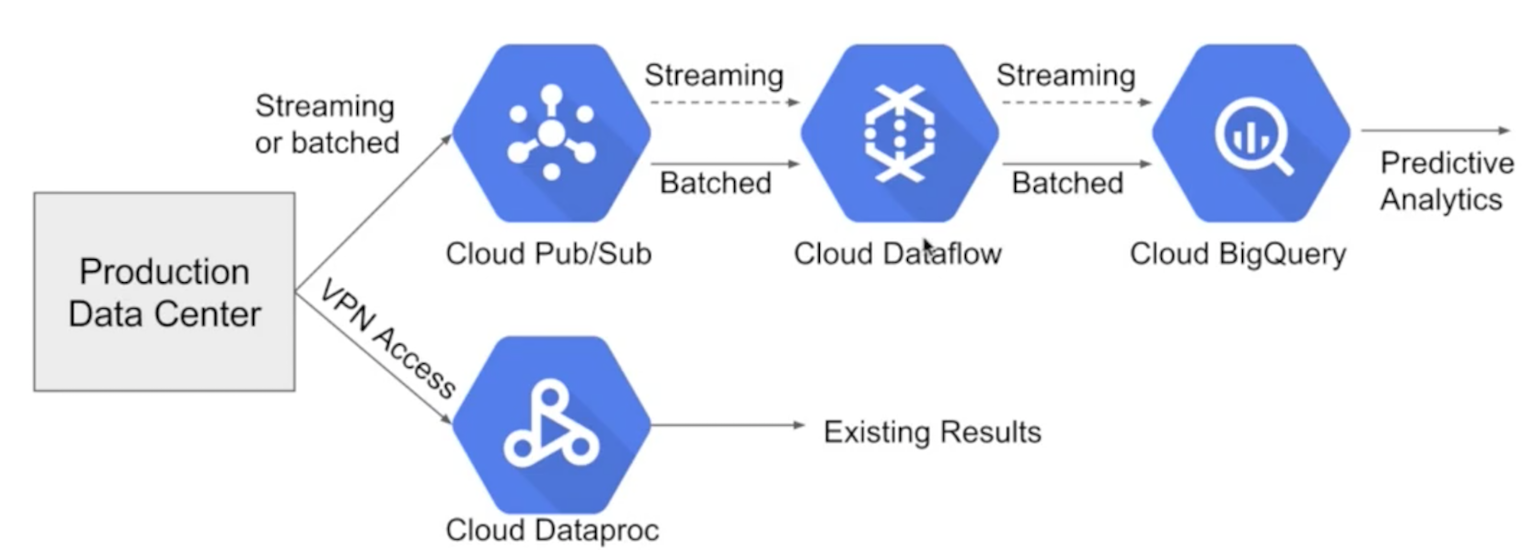 Streaming
or batched
Streaming
Batched
Streaming
Batched
Predictive
Analytics
Cloud Pub/Sub
Cloud Dataflow
Cloud BigQuery
Production
Data Center
VPN Access
Existing Results
Cloud Dataproc